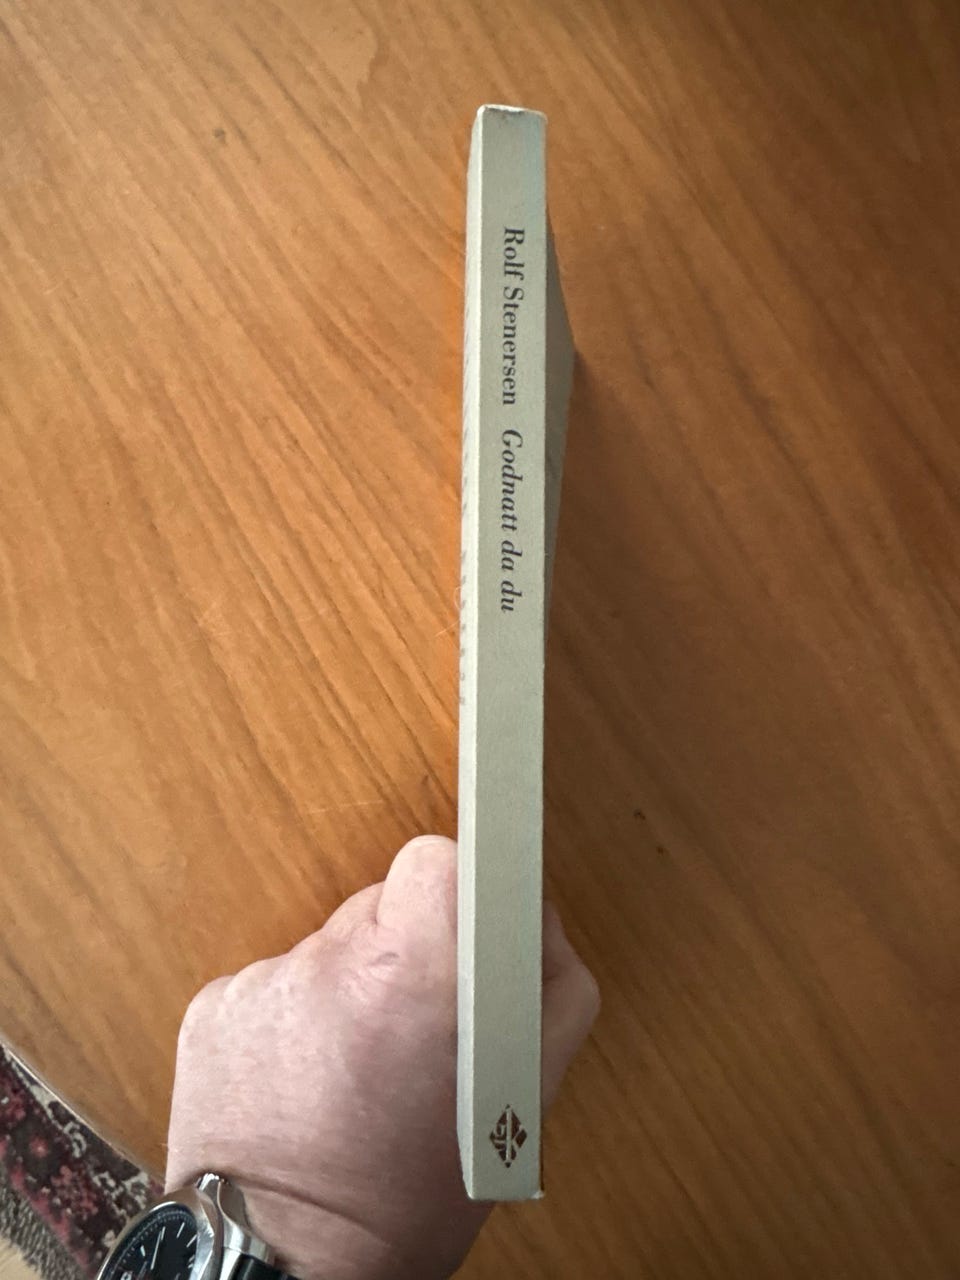 Rolf Stenersen Godnatt da du